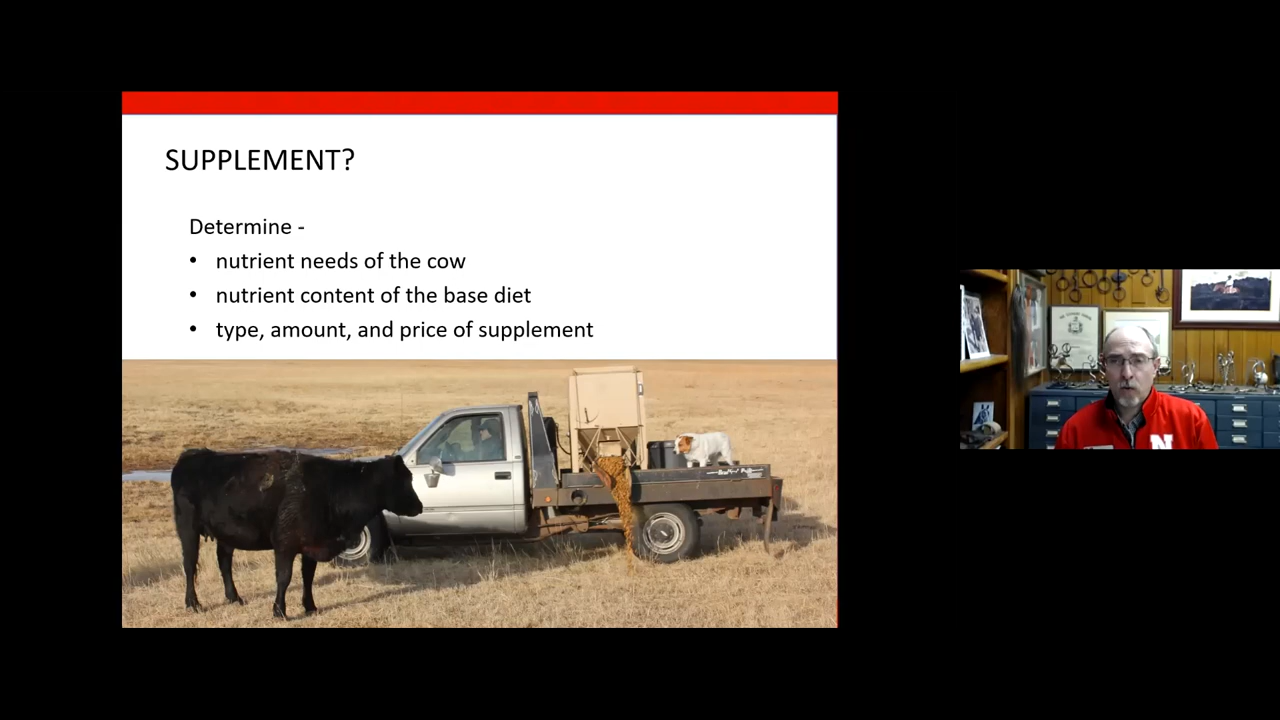 SUPPLEMENT?
Determine -
• nutrient needs of the cow
• nutrient content of the base diet
• type, amount, and price of supplement
N